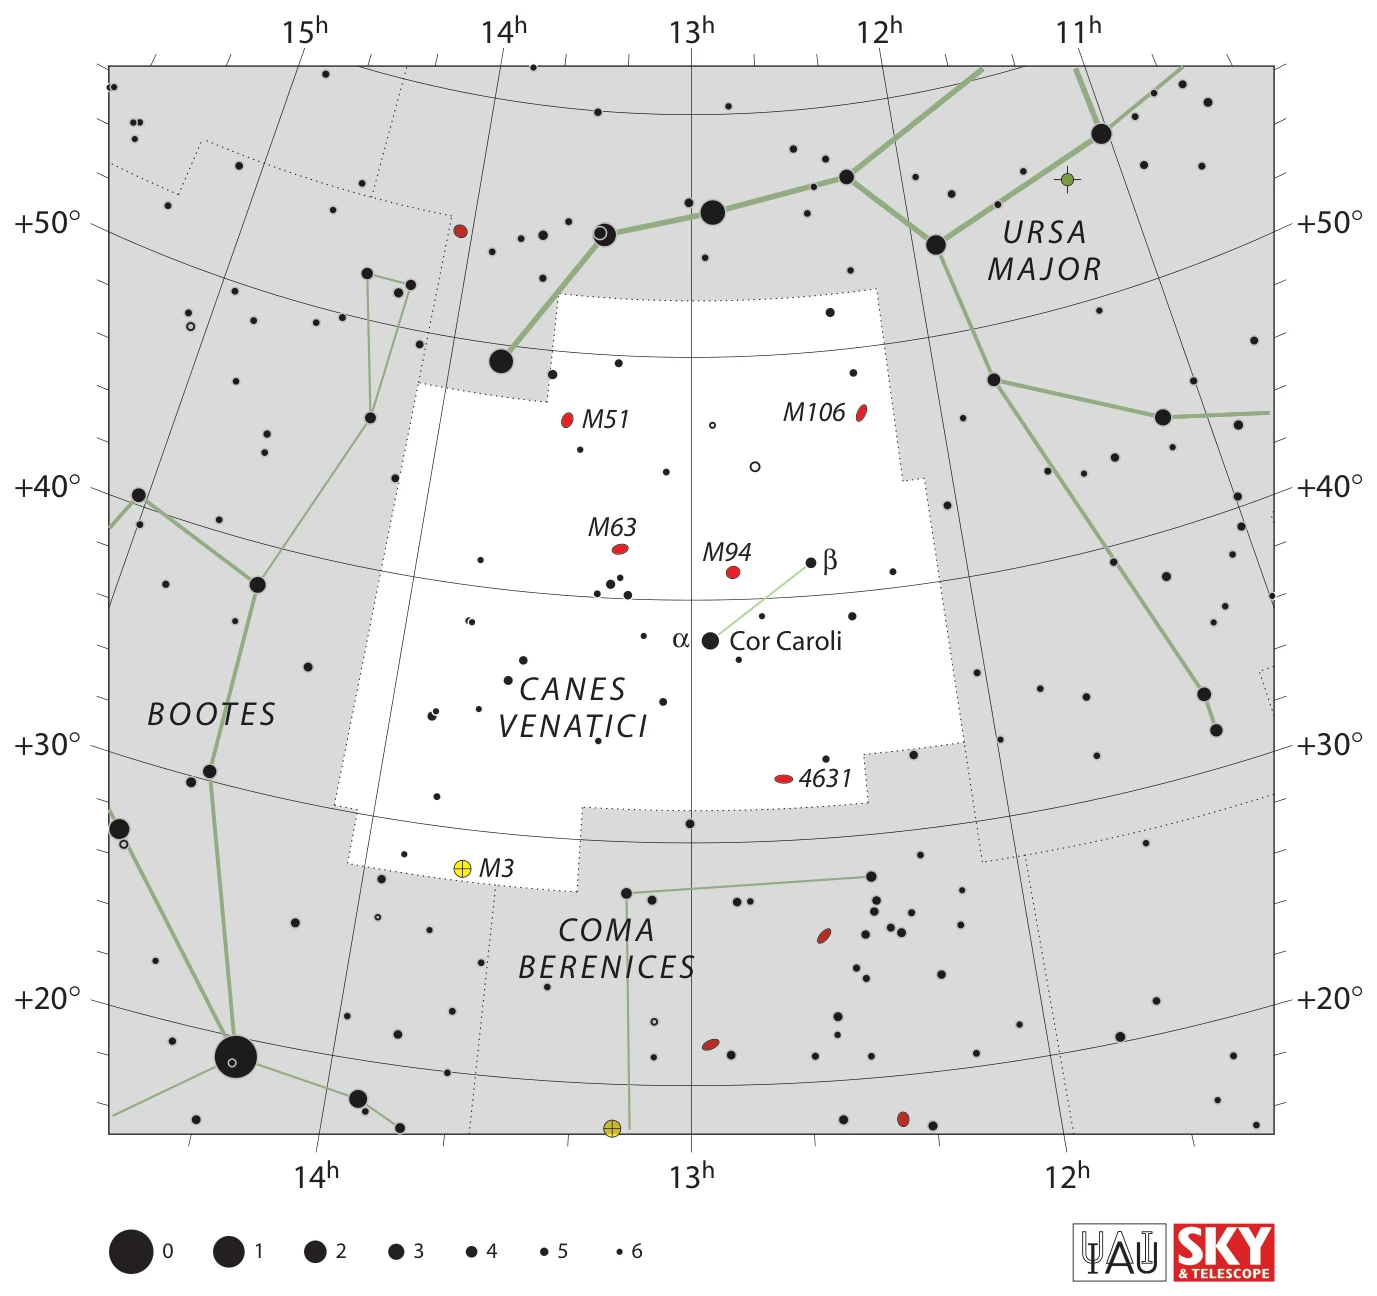 15h 14h 13h 12h 11h
+50° +50°
URSA
MAJOR
M51 M106
+40° +40°
M63
M94
β
α Cor Caroli
CANES
VENATICI
BOOTES
+30° +30°
4631
M3
COMA
BERENICES
+20° +20°
14h 13h 12h
0 1 2 3 4 5 6
IAU
SKY
& TELESCOPE